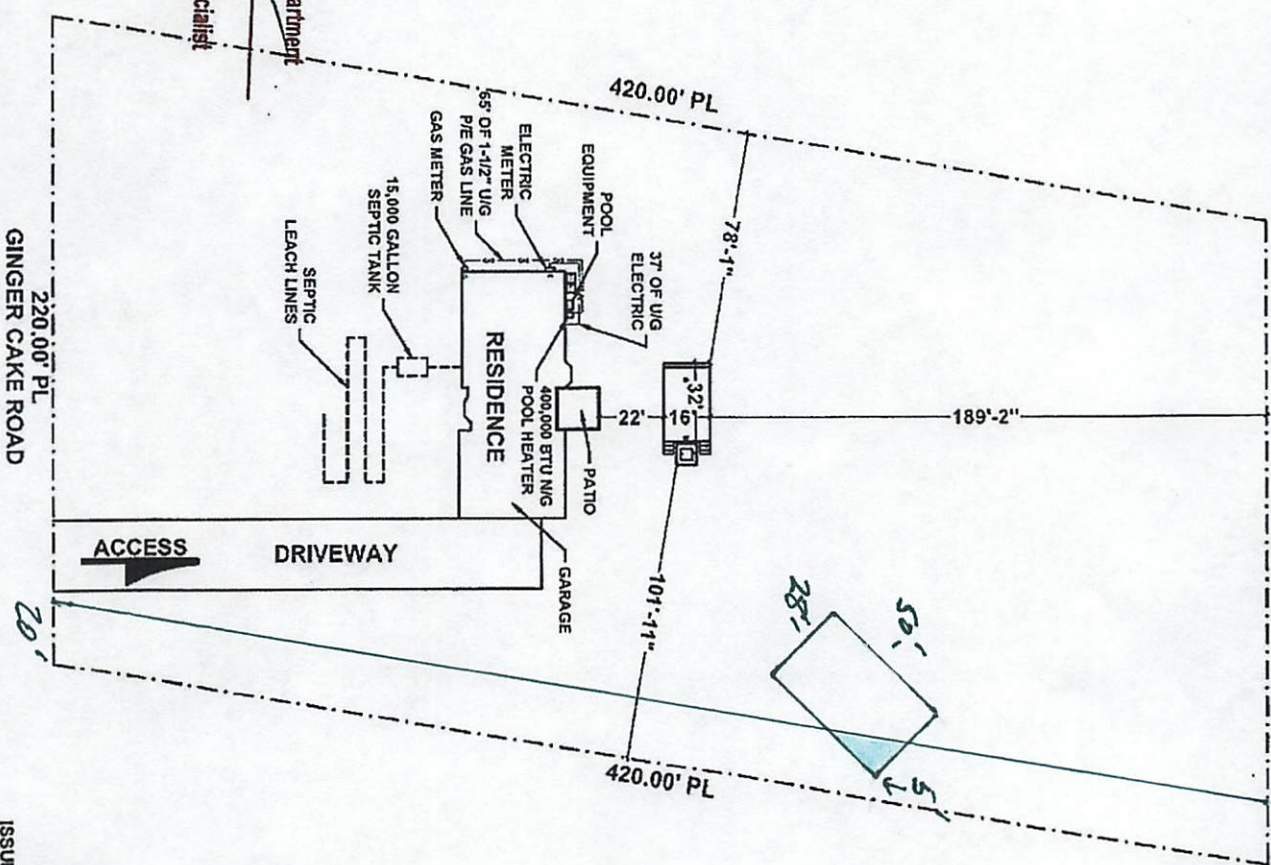 artment
cialist
420.00' PL
78'-1"
POOL
EQUIPMENT
ELECTRIC
METER
65' OF 1-1/2" U/G
P/E GAS LINE
GAS METER
37' OF U/G
ELECTRIC
15,000 GALLON
SEPTIC TANK
SEPTIC
LEACH LINES
RESIDENCE
400,000 BTU N/G
POOL HEATER
PATIO
22'
16'
32'
189'-2"
GARAGE
ACCESS
DRIVEWAY
101'-11"
28'
50'
5'
420.00' PL
20'
220.00' PL
GINGER CAKE ROAD
ISSU